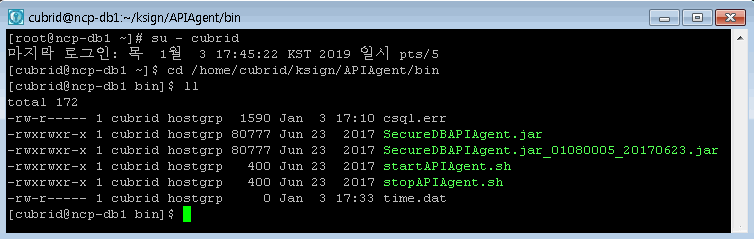 cubrid@ncp-db1:~/ksign/APIAgent/bin
[root@ncp-db1 ~]# su - cubrid
마지막 로그인: 목  1월  3 17:45:22 KST 2019 일시 pts/5
[cubrid@ncp-db1 ~]$ cd /home/cubrid/ksign/APIAgent/bin
[cubrid@ncp-db1 bin]$ ll
total 172
-rw-r----- 1 cubrid hostgrp  1590 Jan  3 17:10 csql.err
-rwxrwxr-x 1 cubrid hostgrp 80777 Jun 23  2017 SecureDBAPIAgent.jar
-rwxrwxr-x 1 cubrid hostgrp 80777 Jun 23  2017 SecureDBAPIAgent.jar_01080005_20170623.jar
-rwxrwxr-x 1 cubrid hostgrp   400 Jun 23  2017 startAPIAgent.sh
-rwxrwxr-x 1 cubrid hostgrp   400 Jun 23  2017 stopAPIAgent.sh
-rw-r----- 1 cubrid hostgrp     0 Jan  3 17:33 time.dat
[cubrid@ncp-db1 bin]$